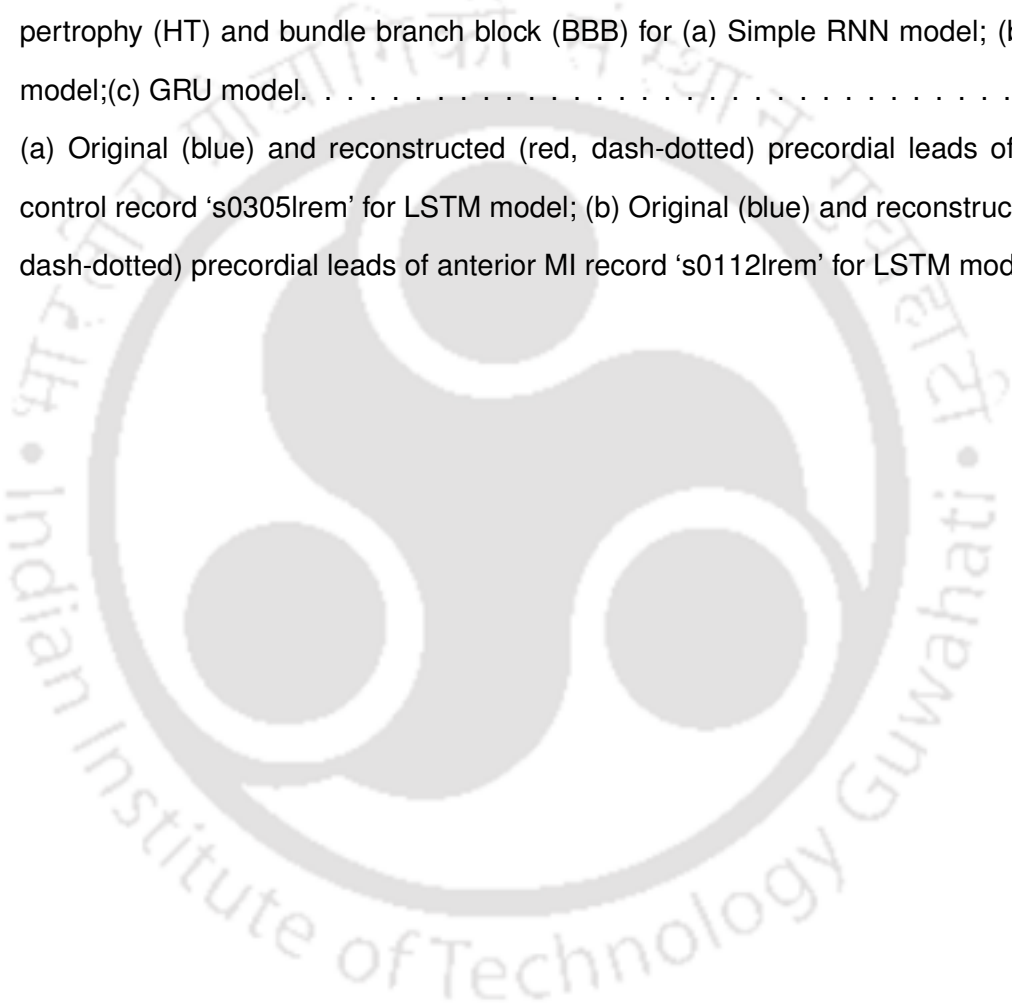 pertrophy (HT) and bundle branch block (BBB) for (a) Simple RNN model; (b
model;(c) GRU model. . . . . . . . . . . . . . . . . . . . . . . . . . . . . . . . . .
(a) Original (blue) and reconstructed (red, dash-dotted) precordial leads of
control record ‘s0305lrem’ for LSTM model; (b) Original (blue) and reconstruc
dash-dotted) precordial leads of anterior MI record ‘s0112lrem’ for LSTM mod
भारतीय प्रौद्योगिकी संस्थान गुवाहाटी
Indian Institute of Technology Guwahati